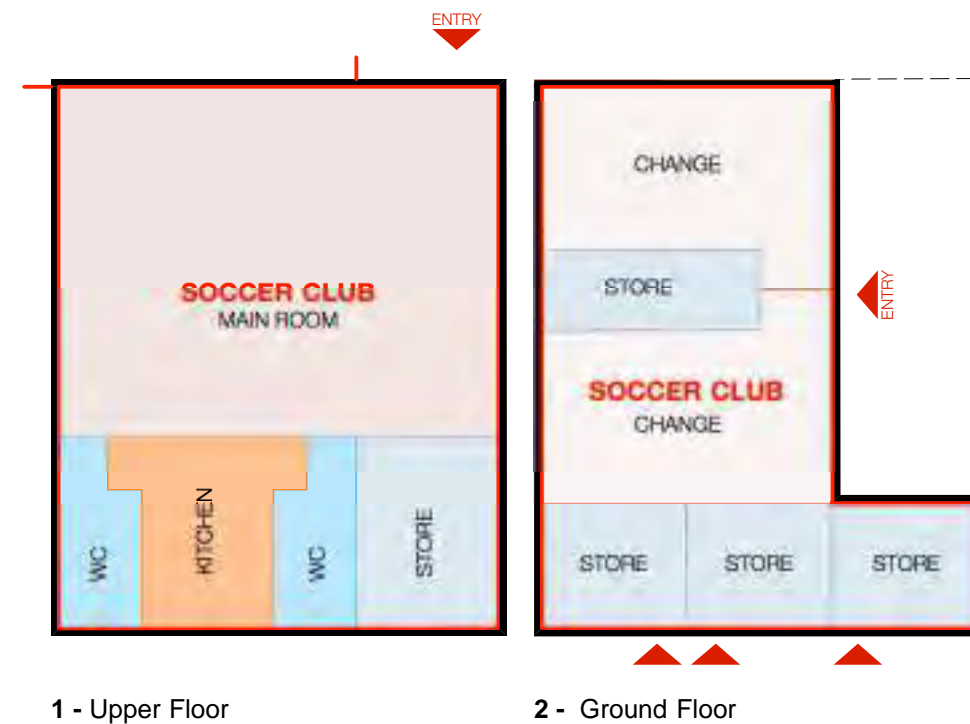 ENTRY
SOCCER CLUB
MAIN ROOM
WC
KITCHEN
WC
STORE
1 - Upper Floor
CHANGE
STORE
ENTRY
SOCCER CLUB
CHANGE
STORE
STORE
STORE
2 - Ground Floor